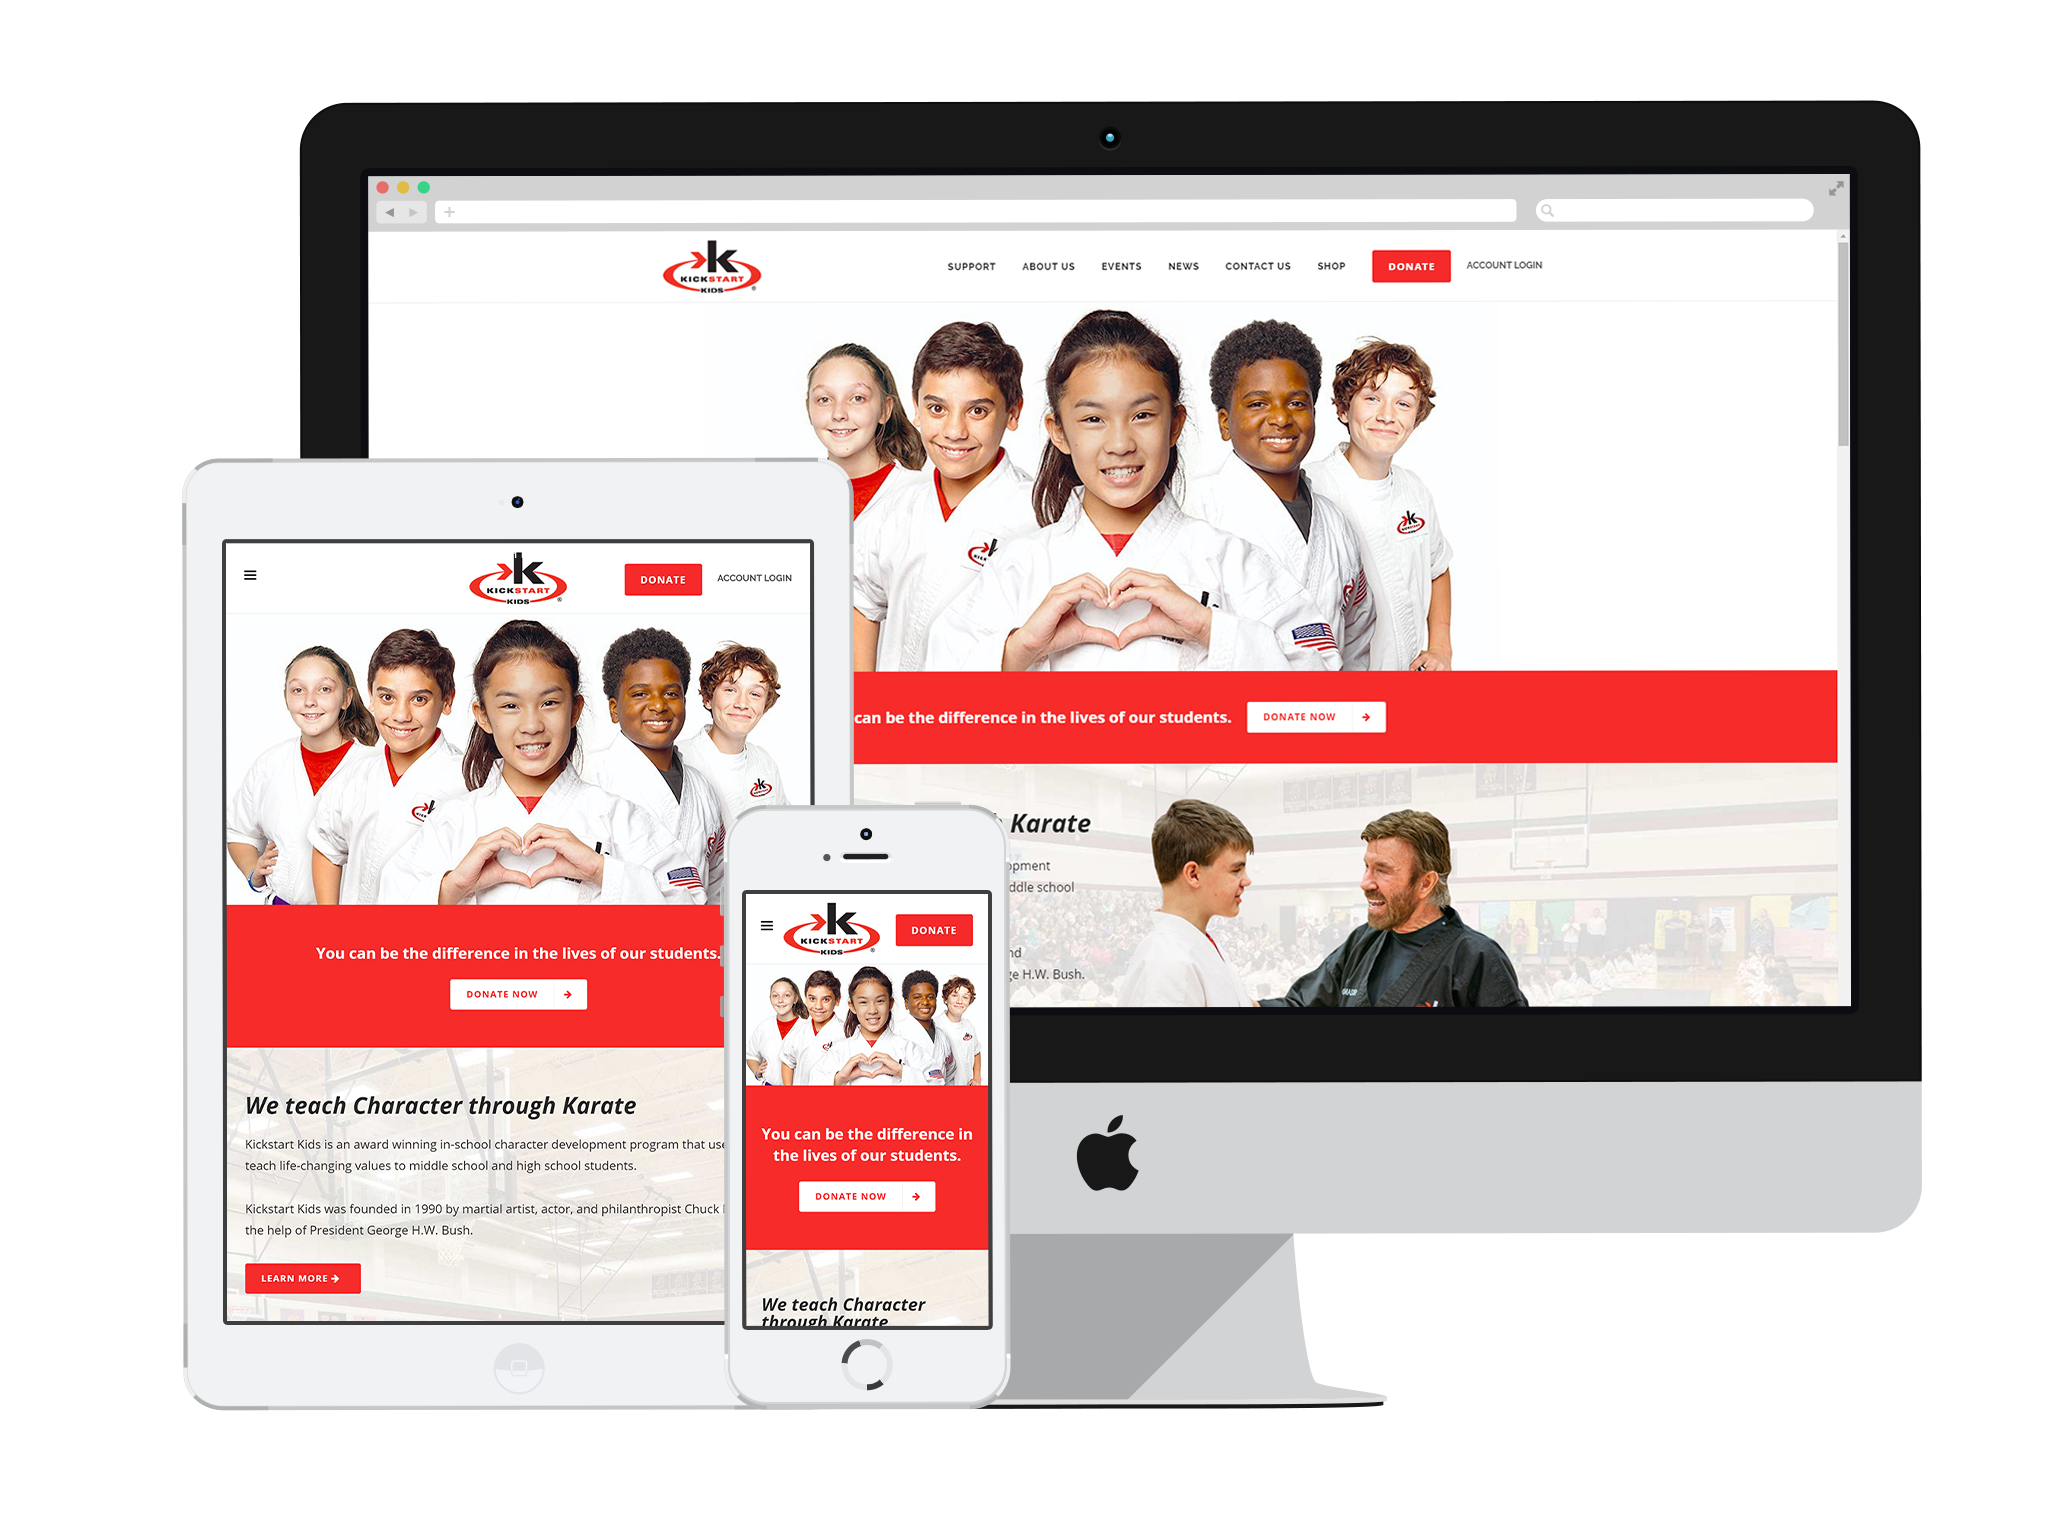 KICKSTART
KIDS
SUPPORT
ABOUT US
EVENTS
NEWS
CONTACT US
SHOP
DONATE
ACCOUNT LOGIN
can be the difference in the lives of our students.
DONATE NOW
Karate
ddle school
H.W. Bush.
KICKSTART
KIDS
DONATE
ACCOUNT LOGIN
You can be the difference in the lives of our students.
DONATE NOW
We teach Character through Karate
Kickstart Kids is an award winning in-school character development program that use
teach life-changing values to middle school and high school students.
Kickstart Kids was founded in 1990 by martial artist, actor, and philanthropist Chuck
the help of President George H.W. Bush.
LEARN MORE
KICKSTART
KIDS
DONATE
You can be the difference in
the lives of our students.
DONATE NOW
We teach Character
through Karate